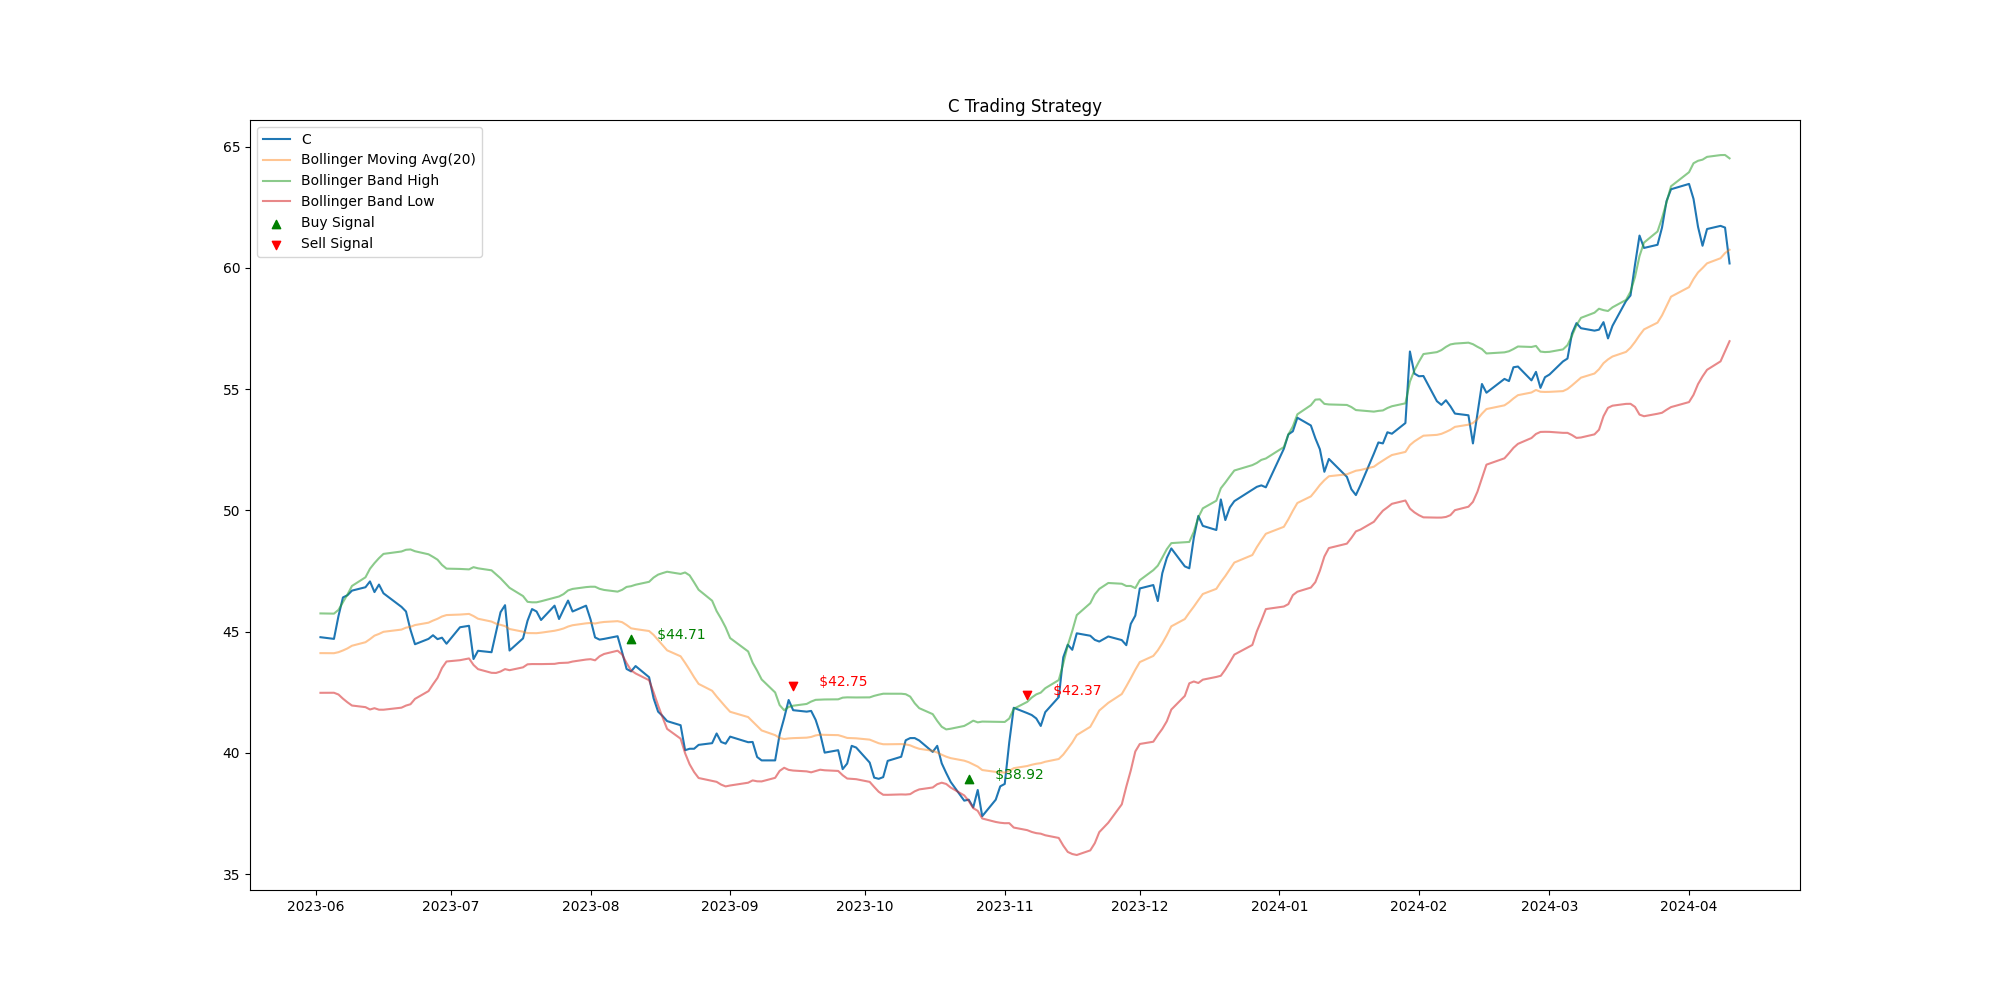 C Trading Strategy
C
Bollinger Moving Avg(20)
Bollinger Band High
Bollinger Band Low
Buy Signal
Sell Signal
65
60
55
50
45
40
35
$44.71
$42.75
$42.37
$38.92
2023-06 2023-07 2023-08 2023-09 2023-10 2023-11 2023-12 2024-01 2024-02 2024-03 2024-04